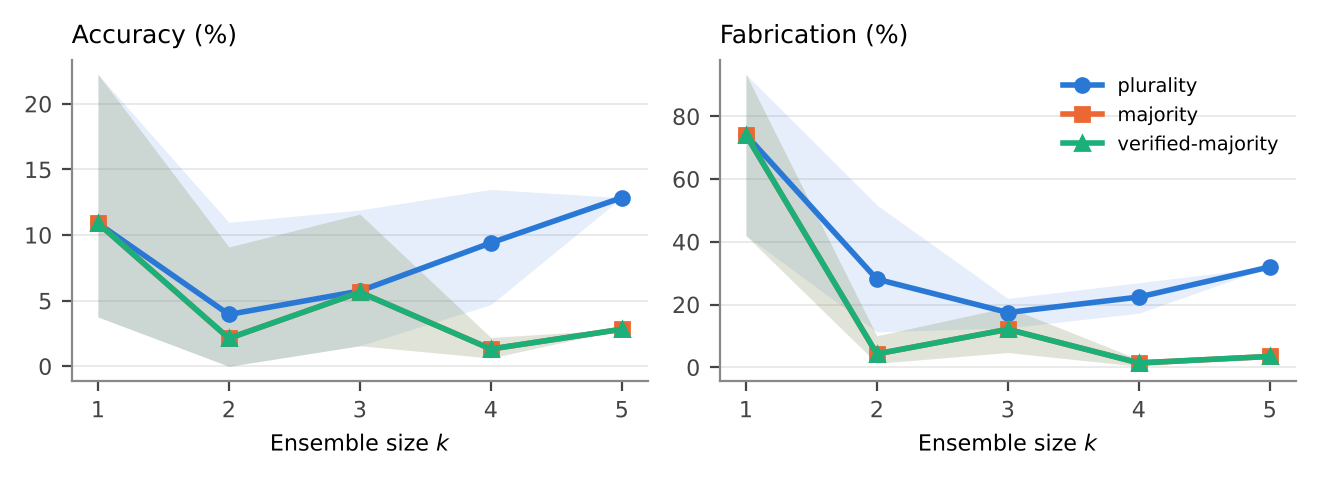 Accuracy (%)
20
15
10
5
0
1 2 3 4 5
Ensemble size k
Fabrication (%)
80
60
40
20
0
plurality
majority
verified-majority
1 2 3 4 5
Ensemble size k